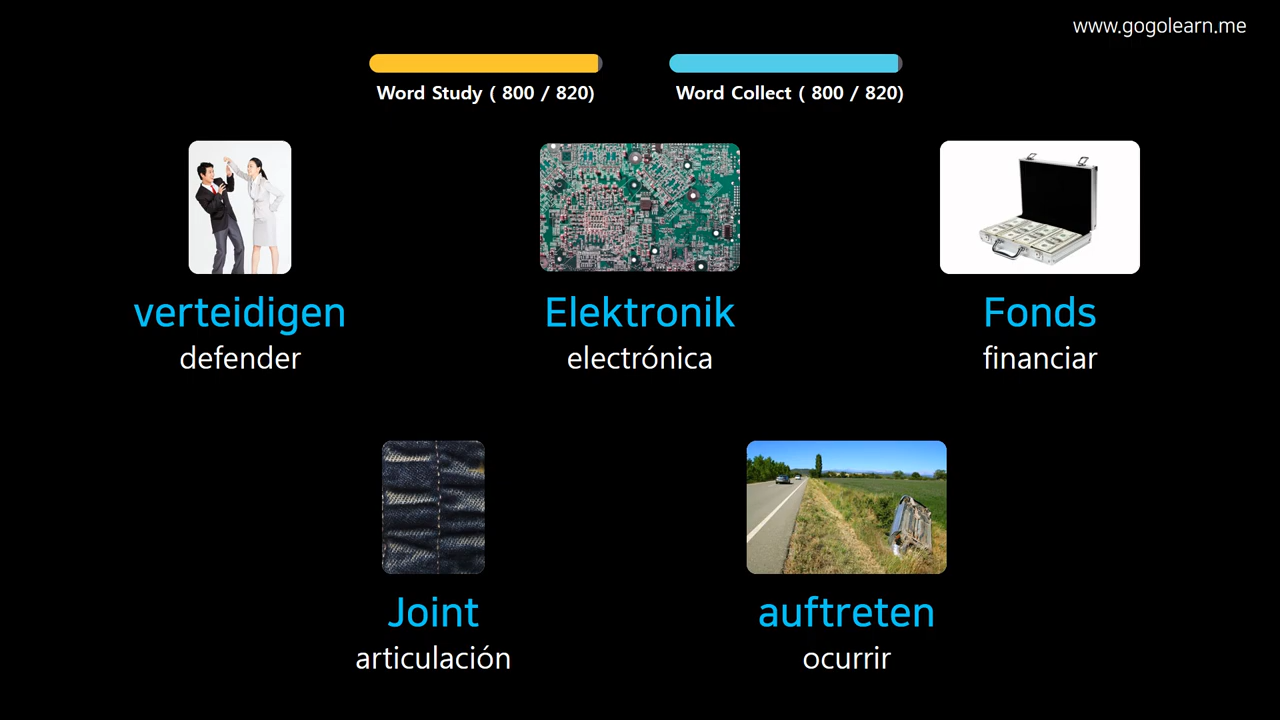 www.gogolearn.me
Word Study ( 800 / 820)
Word Collect ( 800 / 820)
verteidigen
defender
Elektronik
electrónica
Fonds
financiar
Joint
articulación
auftreten
ocurrir